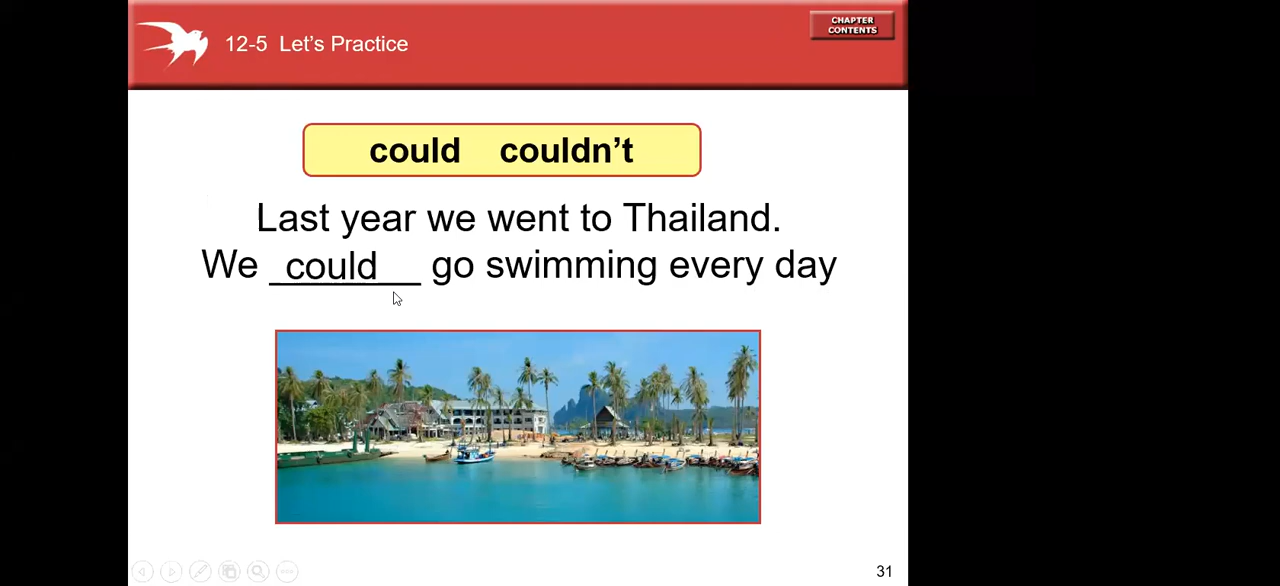 CHAPTER
CONTENTS
12-5 Let's Practice
could couldn't
Last year we went to Thailand.
We could go swimming every day
31